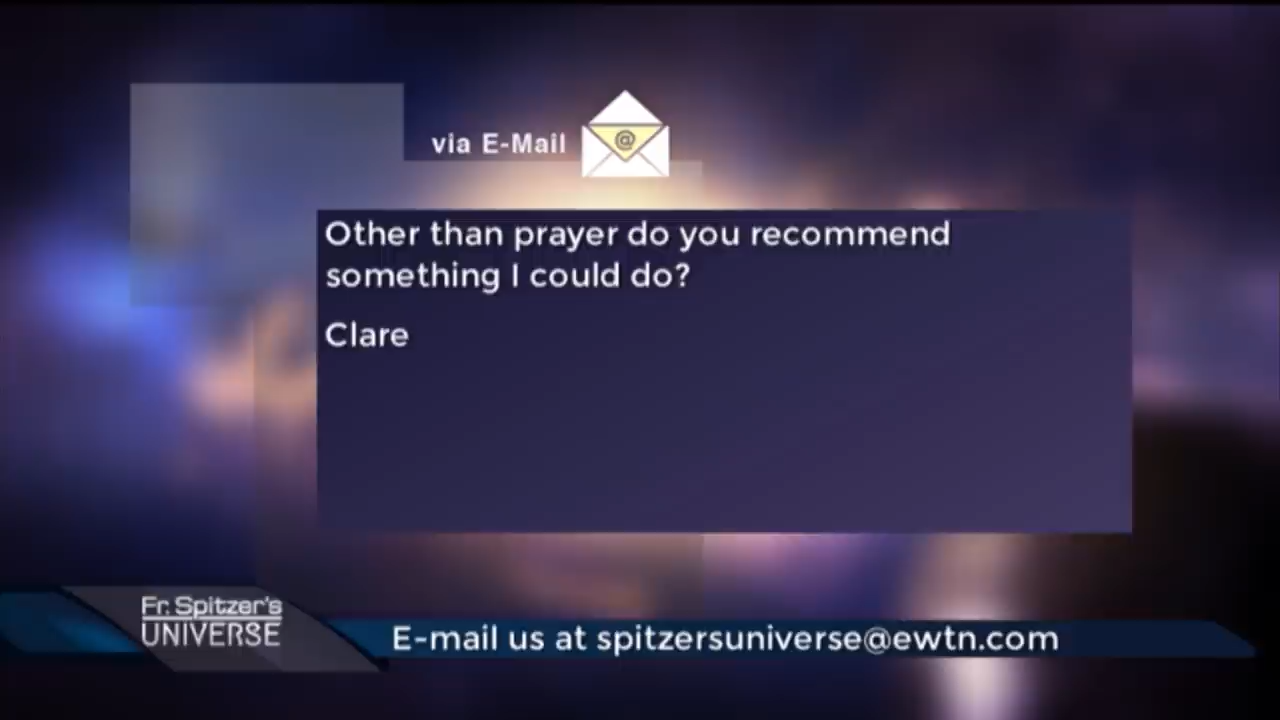 via E-Mail @
Other than prayer do you recommend
something I could do?
Clare
Fr. Spitzer's
UNIVERSE
E-mail us at spitzersuniverse@ewtn.com